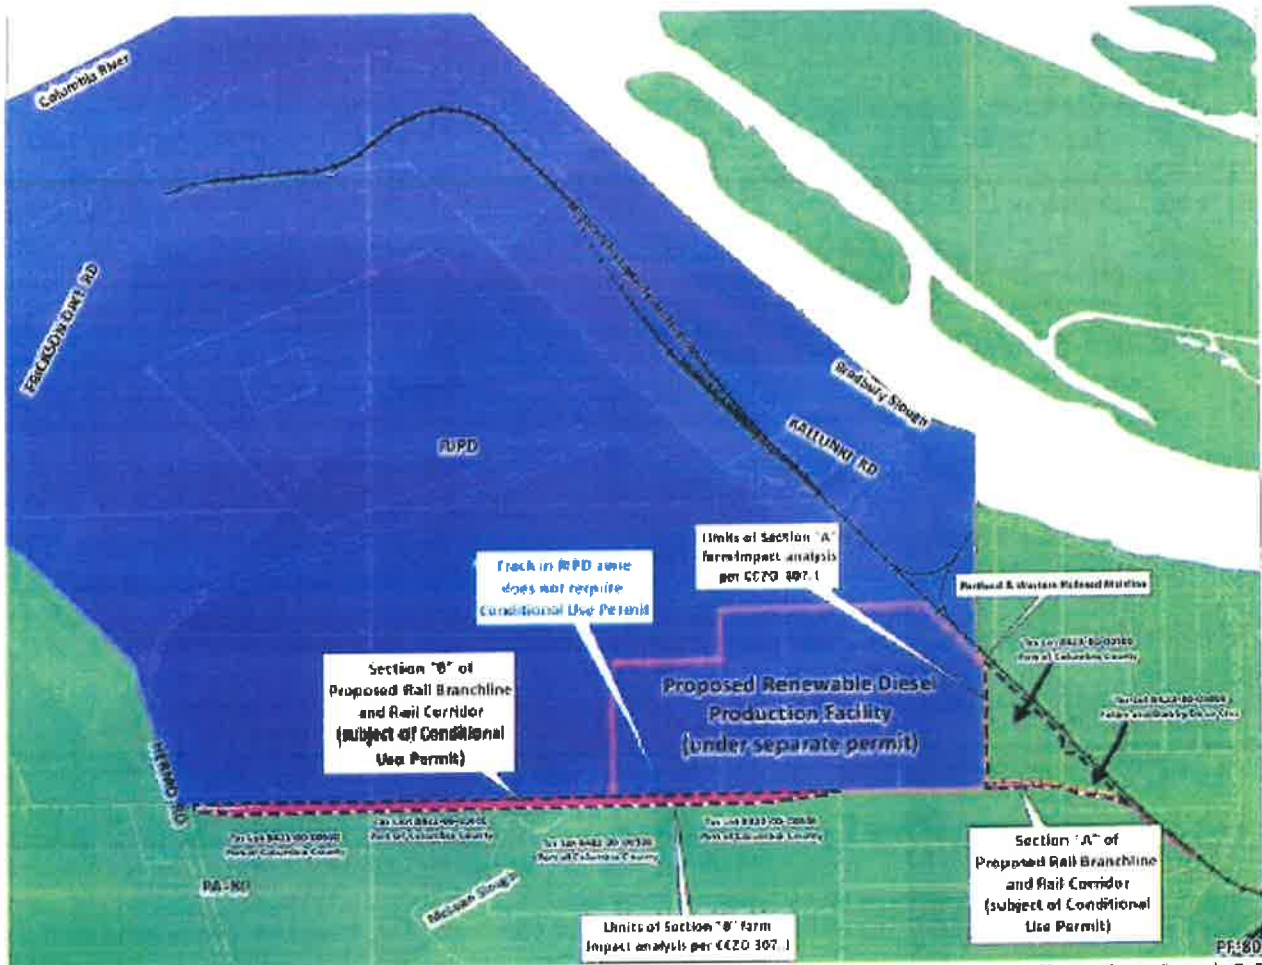 Columbia River
ERICKSON DIKE RD
RIPD
Bradbury Slough
KALLUNKI RD
Limits of Section "A"
farm impact analysis
per CCZO 307.1
Track in RIPD zone
does not require
Conditional Use Permit
Portland & Western Railroad Mainline
Port of Columbia County
Section "B" of
Proposed Rail Branchline
and Rail Corridor
(subject of Conditional
Use Permit)
Proposed Renewable Diesel
Production Facility
(under separate permit)
HERMO RD
Port of Columbia County
Port of Columbia County
Port of Columbia County
Port of Columbia County
PA-80
McLean Slough
Section "A" of
Proposed Rail Branchline
and Rail Corridor
(subject of Conditional
Use Permit)
Limits of Section "B" farm
impact analysis per CCZO 307.1
PF-80